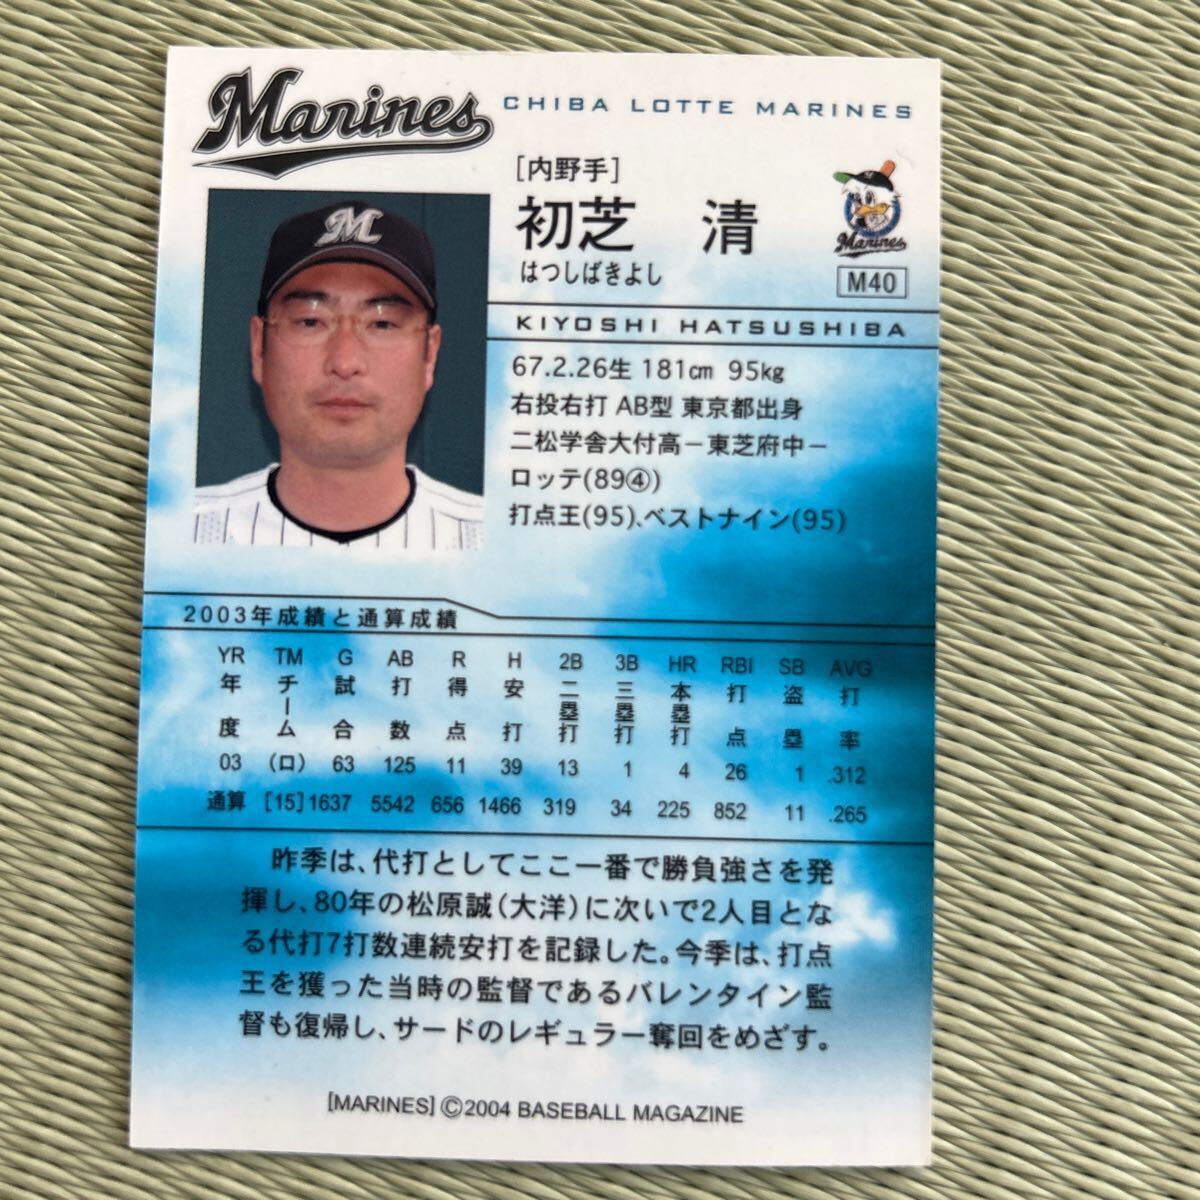 Marines
CHIBA LOTTE MARINES
[内野手]
初芝 清
はつしばきよし
Marines
M40
KIYOSHI HATSUSHIBA
67.2.26生 181㎝ 95㎏
右投右打 AB型 東京都出身
二松学舎大付高－東芝府中－
ロッテ(89④)
打点王(95)、ベストナイン(95)
M
2003年成績と通算成績
YR TM G AB R H 2B 3B HR RBI SB AVG
年度 チーム 試合 打数 得点 安打 二塁打 三塁打 本塁打 打点 盗塁 打率
03 (ロ) 63 125 11 39 13 1 4 26 1 .312
通算 [15] 1637 5542 656 1466 319 34 225 852 11 .265
昨季は、代打としてここ一番で勝負強さを発
揮し、80年の松原誠(大洋)に次いで2人目とな
る代打7打数連続安打を記録した。今季は、打点
王を獲った当時の監督であるバレンタイン監
督も復帰し、サードのレギュラー奪回をめざす。
[MARINES] ©2004 BASEBALL MAGAZINE